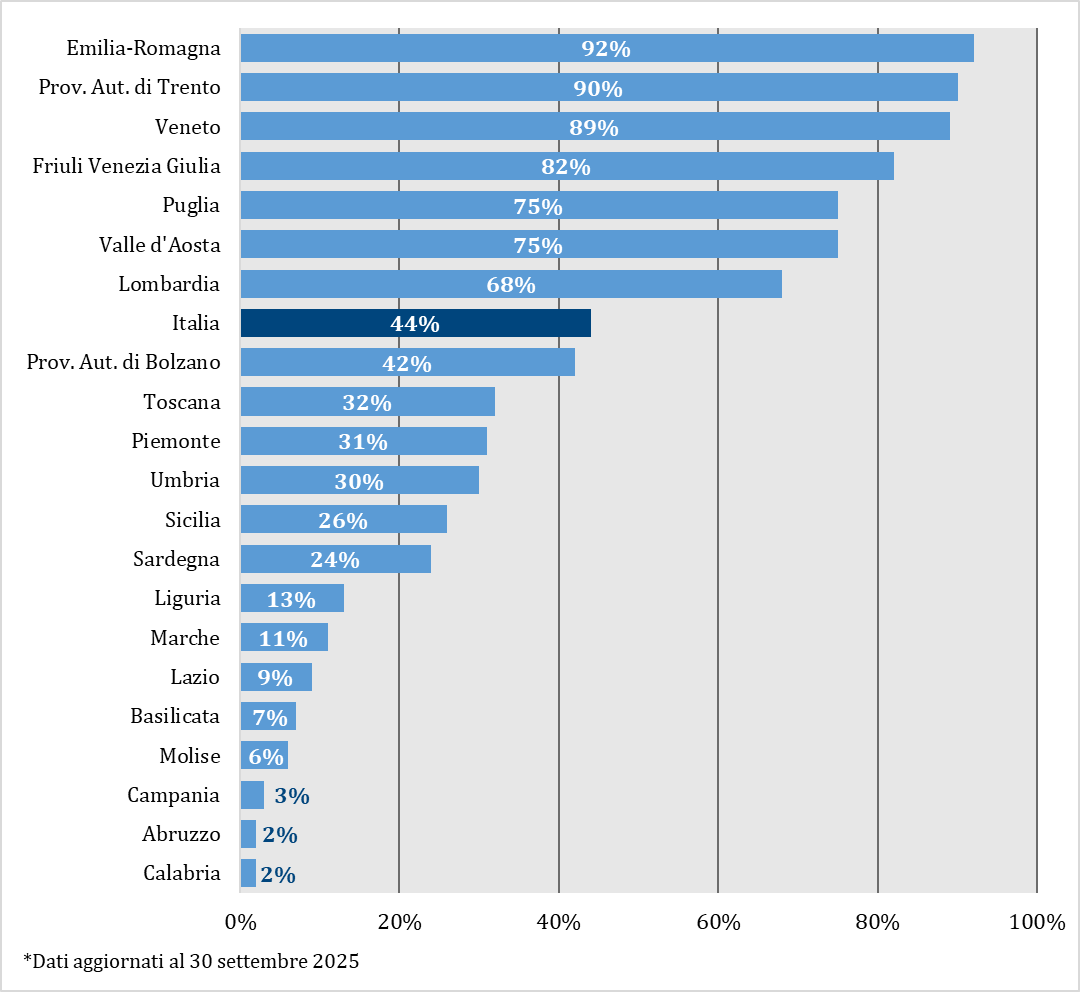 Emilia-Romagna 92%
Prov. Aut. di Trento 90%
Veneto 89%
Friuli Venezia Giulia 82%
Puglia 75%
Valle d'Aosta 75%
Lombardia 68%
Italia 44%
Prov. Aut. di Bolzano 42%
Toscana 32%
Piemonte 31%
Umbria 30%
Sicilia 26%
Sardegna 24%
Liguria 13%
Marche 11%
Lazio 9%
Basilicata 7%
Molise 6%
Campania 3%
Abruzzo 2%
Calabria 2%
0% 20% 40% 60% 80% 100%
*Dati aggiornati al 30 settembre 2025